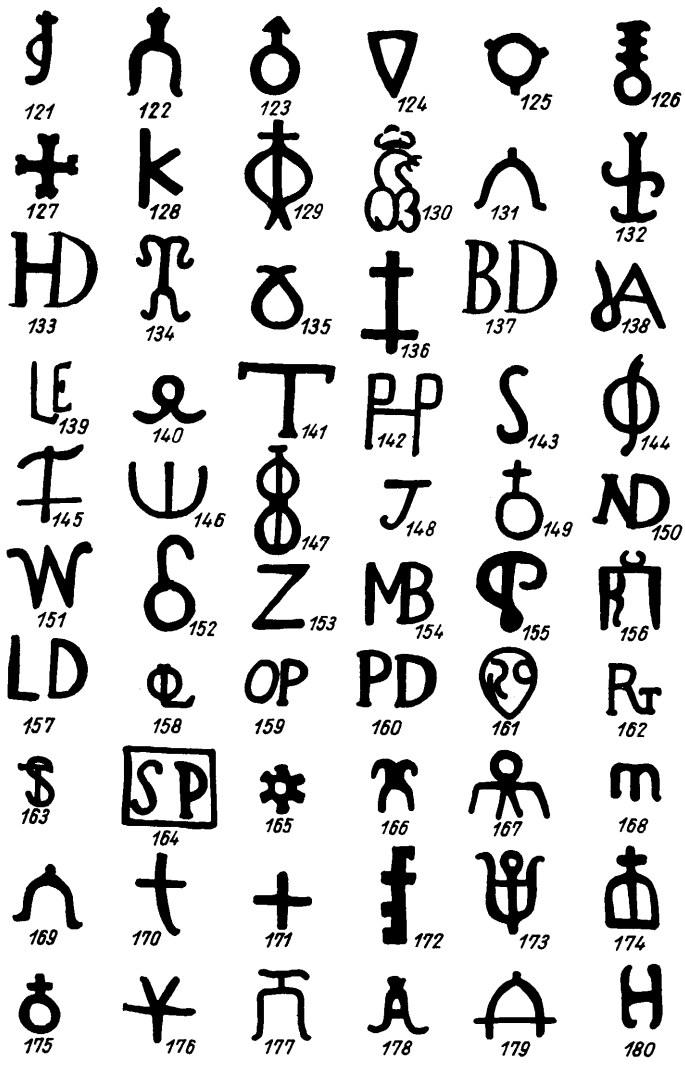 121 122 123 124 125 126
K
127 128 129 130 131 132
HD BD
133 134 135 136 137 138
LE T S
139 140 141 142 143 144
J ND
145 146 147 148 149 150
W Z MB
151 152 153 154 155 156
LD OP PD
157 158 159 160 161 162
SP m
163 164 165 166 167 168
169 170 171 172 173 174
H
175 176 177 178 179 180